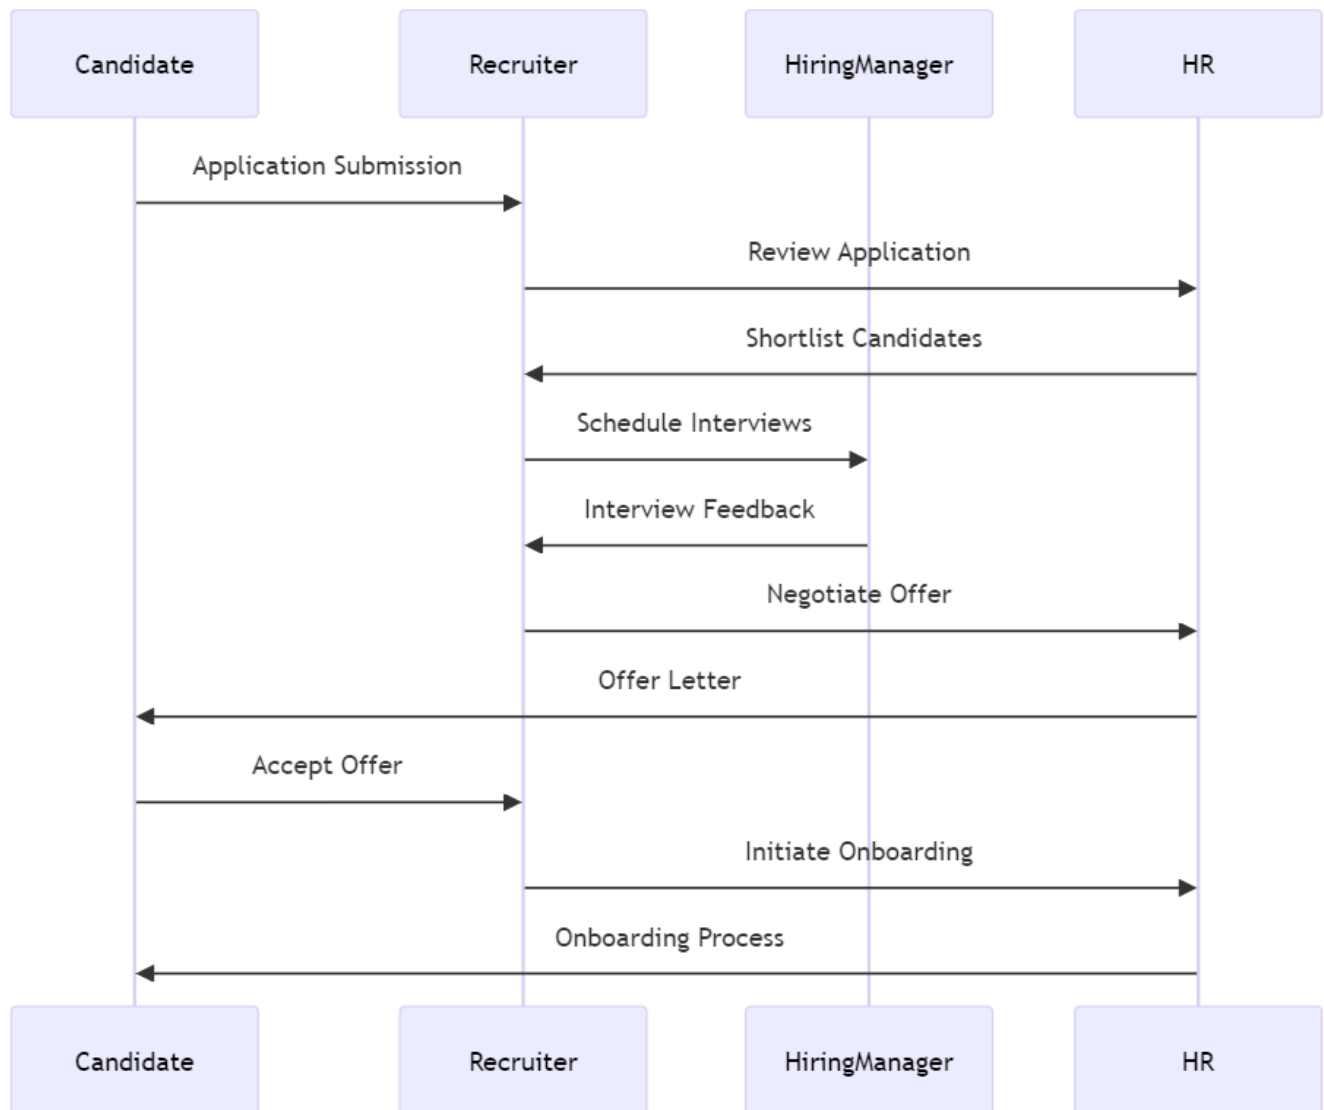 Candidate
Recruiter
HiringManager
HR
Application Submission
Review Application
Shortlist Candidates
Schedule Interviews
Interview Feedback
Negotiate Offer
Offer Letter
Accept Offer
Initiate Onboarding
Onboarding Process
Candidate
Recruiter
HiringManager
HR